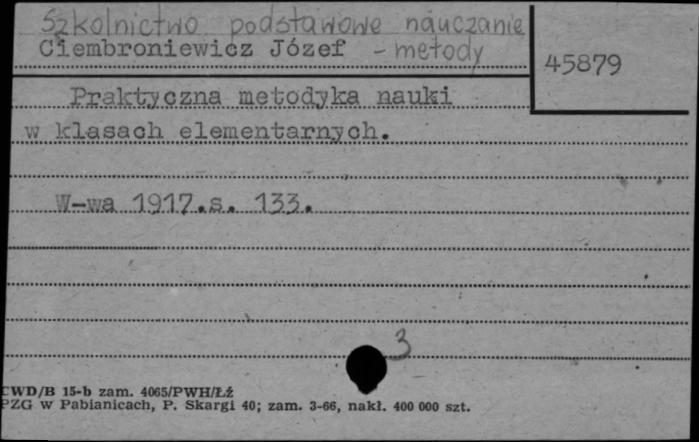 Szkolnictwo podstawowe nauczanie
Ciembroniewicz Józef - metody
45879
Praktyczna metodyka nauki
w klasach elementarnych.
W-wa 1917.s. 133.
3
CWD/B 15-b zam. 4065/PWH/Łź
PZG w Pabianicach, P. Skargi 40; zam. 3-66, nakł. 400 000 szt.